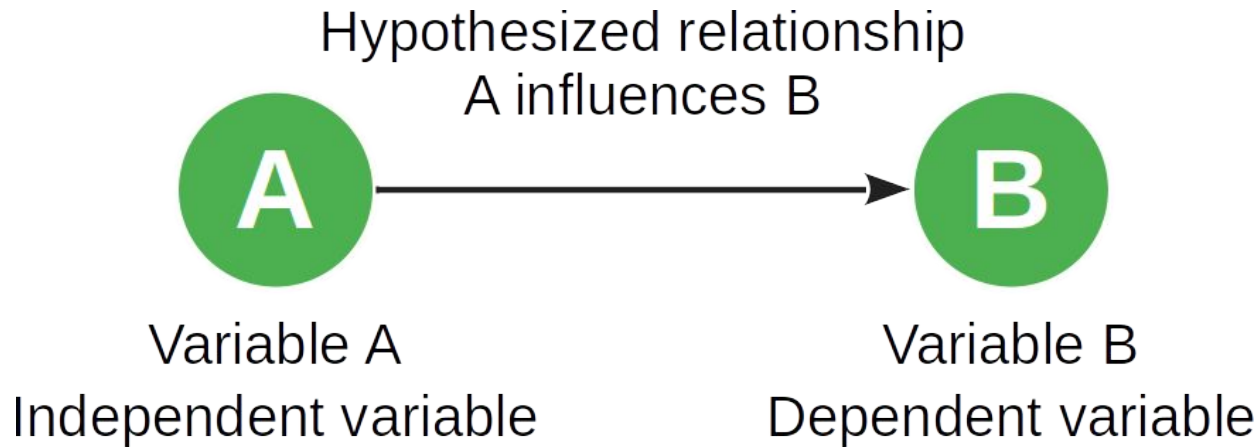 Hypothesized relationship
A influences B
A
B
Variable A
Independent variable
Variable B
Dependent variable